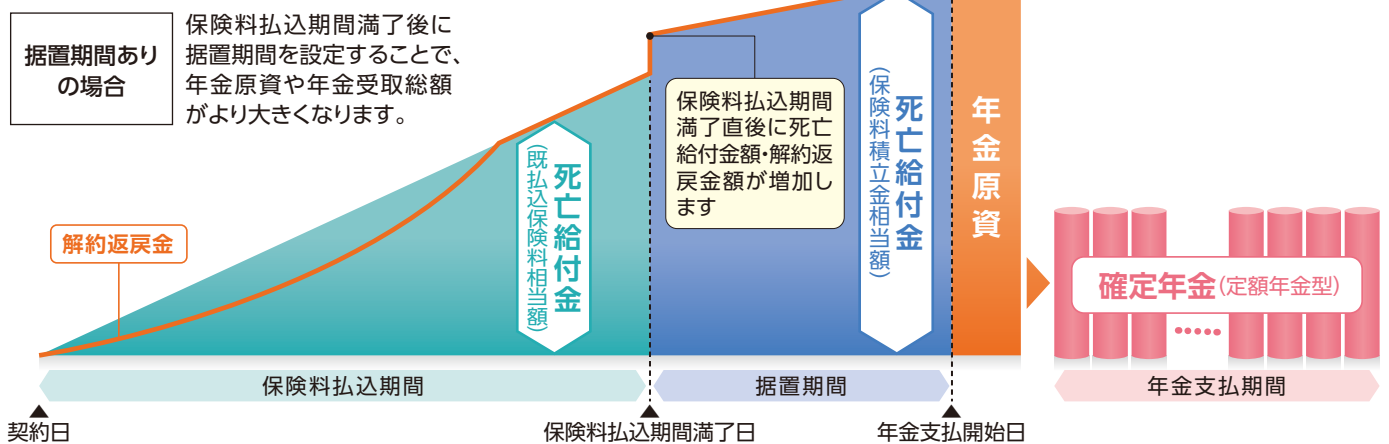 据置期間あり
の場合
保険料払込期間満了後に
据置期間を設定することで、
年金原資や年金受取総額
がより大きくなります。
解約返戻金
死亡給付金
(既払込保険料相当額)
保険料払込期間
満了直後に死亡
給付金額・解約返
戻金額が増加し
ます
死亡給付金
(保険料積立金相当額)
年金原資
確定年金(定額年金型)
保険料払込期間
据置期間
年金支払期間
契約日
保険料払込期間満了日
年金支払開始日